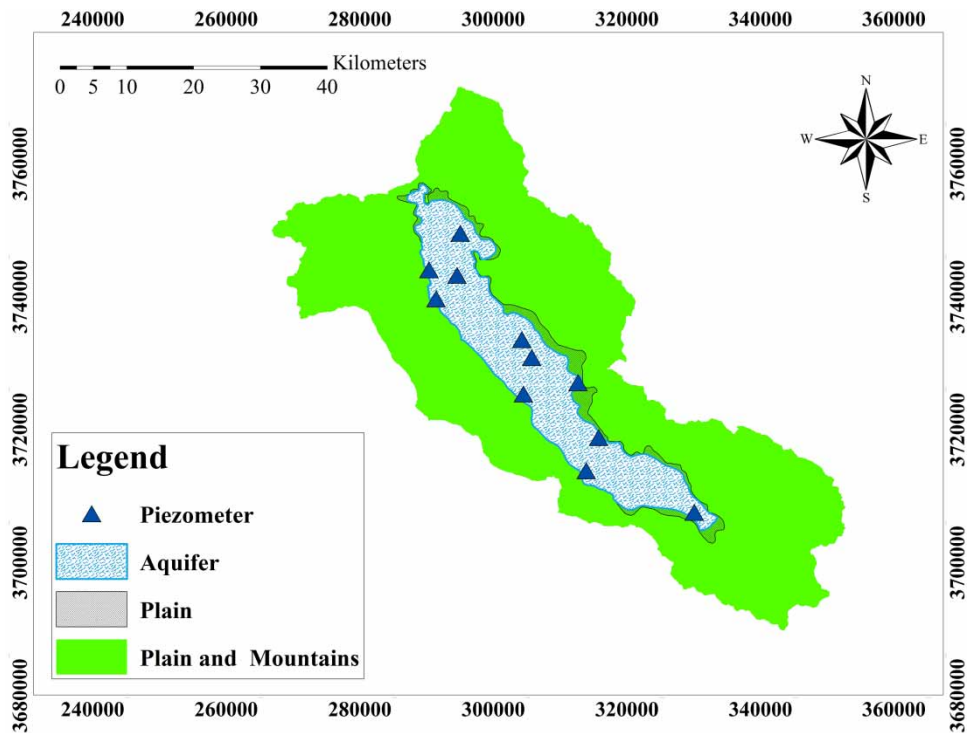 240000 260000 280000 300000 320000 340000 360000
Kilometers
0 5 10 20 30 40
N
W E
S
3760000 3760000
3740000 3740000
3720000 3720000
3700000 3700000
3680000 3680000
Legend
Piezometer
Aquifer
Plain
Plain and Mountains
240000 260000 280000 300000 320000 340000 360000